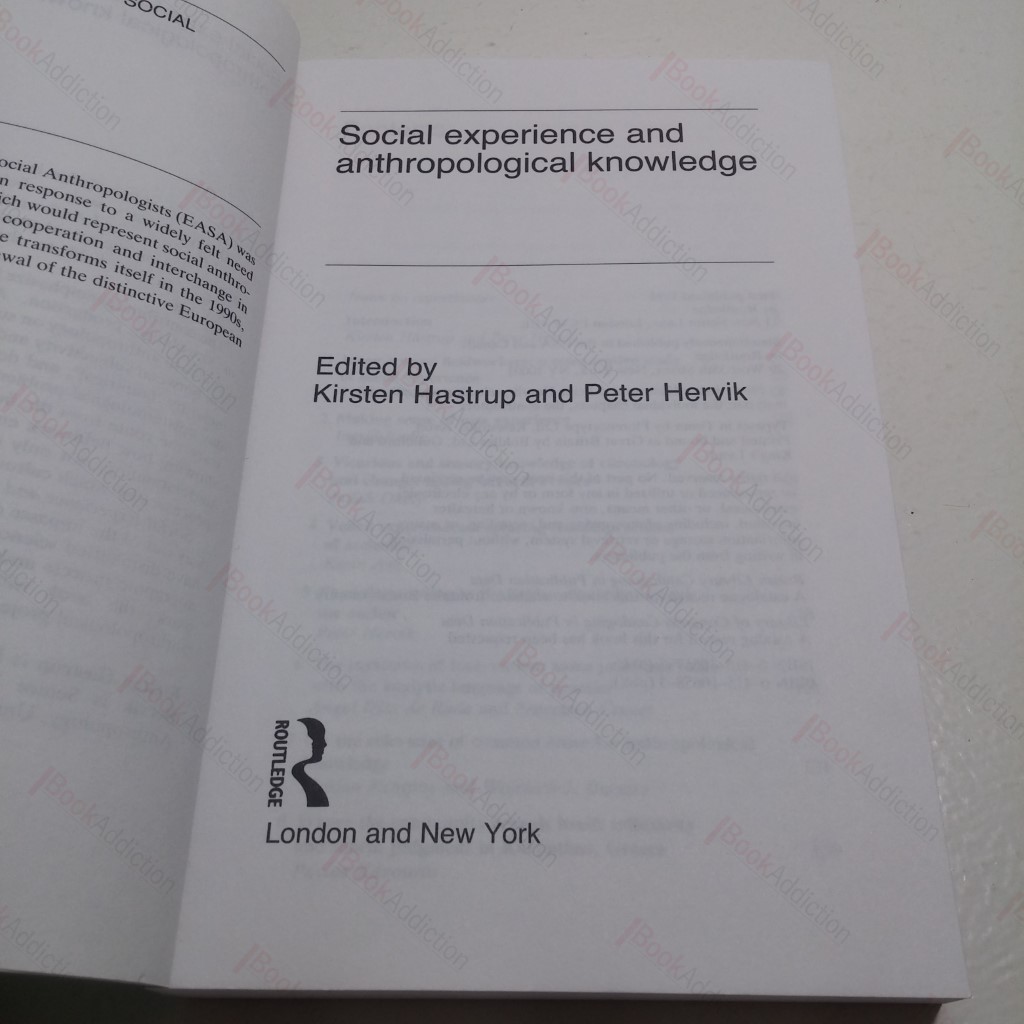 SOCIAL
ocial Anthropologists (EASA) was
n response to a widely felt need
ich would represent social anthro-
cooperation and interchange in
e transforms itself in the 1990s,
wal of the distinctive European
Social experience and
anthropological knowledge
Edited by
Kirsten Hastrup and Peter Hervik
ROUTLEDGE
London and New York
iBookAddiction